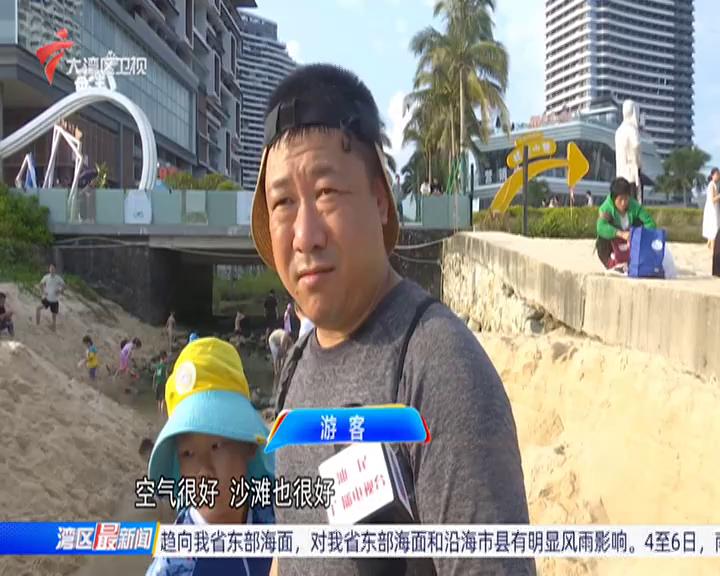 大湾区卫视
游客
空气很好 沙滩也很好
湾区最新闻
趋向我省东部海面，对我省东部海面和沿海市县有明显风雨影响。4至6日，南